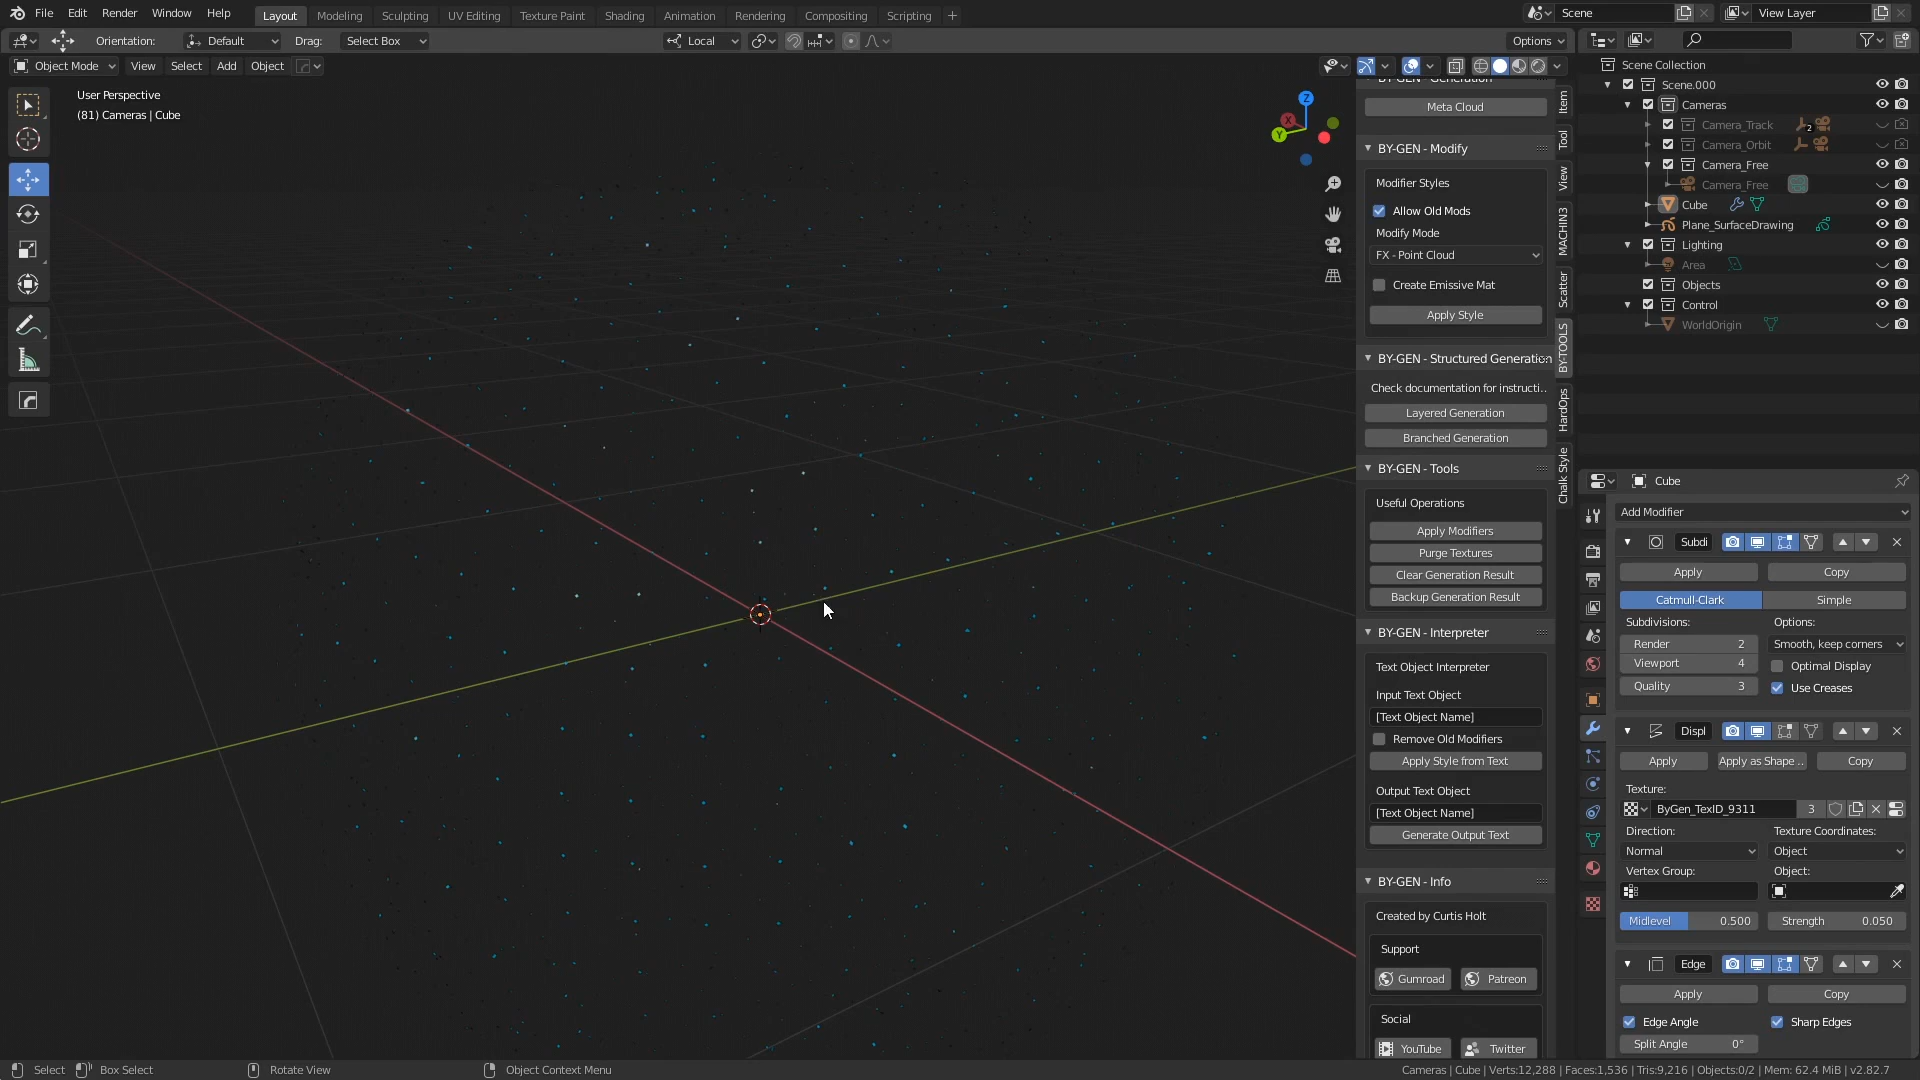 File Edit Render Window Help Layout Modeling Sculpting UV Editing Texture Paint Shading Animation Rendering Compositing Scripting + Scene View Layer
Orientation: Default Drag: Select Box Local Options
Object Mode View Select Add Object
User Perspective
(81) Cameras | Cube
Z
X
Y
BY-GEN - Generation
Meta Cloud
BY-GEN - Modify
Modifier Styles
Allow Old Mods
Modify Mode
FX - Point Cloud
Create Emissive Mat
Apply Style
BY-GEN - Structured Generation
Check documentation for instructi..
Layered Generation
Branched Generation
BY-GEN - Tools
Useful Operations
Apply Modifiers
Purge Textures
Clear Generation Result
Backup Generation Result
BY-GEN - Interpreter
Text Object Interpreter
Input Text Object
[Text Object Name]
Remove Old Modifiers
Apply Style from Text
Output Text Object
[Text Object Name]
Generate Output Text
BY-GEN - Info
Created by Curtis Holt
Support
Gumroad Patreon
Social
YouTube Twitter
Item
Tool
View
MACHIN3
Scatter
BY-TOOLS
HardOps
Chalk Style
Scene Collection
Scene.000
Cameras
Camera_Track 2
Camera_Orbit
Camera_Free
Camera_Free
Cube
Plane_SurfaceDrawing
Lighting
Area
Objects
Control
WorldOrigin
Cube
Add Modifier
Subdi
Apply Copy
Catmull-Clark Simple
Subdivisions: Options:
Render 2 Smooth, keep corners
Viewport 4 Optimal Display
Quality 3 Use Creases
Displ
Apply Apply as Shape .. Copy
Texture:
ByGen_TexID_9311 3
Direction: Texture Coordinates:
Normal Object
Vertex Group: Object:
Midlevel 0.500 Strength 0.050
Edge
Apply Copy
Edge Angle Sharp Edges
Split Angle 0°
Select Box Select Rotate View Object Context Menu Cameras | Cube | Verts:12,288 | Faces:1,536 | Tris:9,216 | Objects:0/2 | Mem: 62.4 MiB | v2.82.7